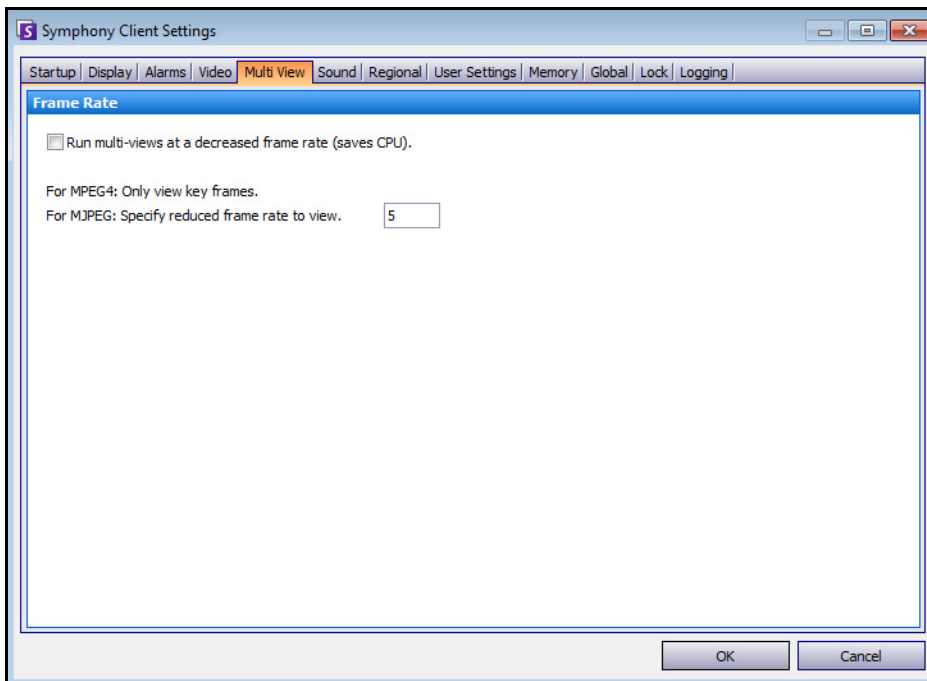 Symphony Client Settings
Startup Display Alarms Video Multi View Sound Regional User Settings Memory Global Lock Logging
Frame Rate
Run multi-views at a decreased frame rate (saves CPU).
For MPEG4: Only view key frames.
For MJPEG: Specify reduced frame rate to view. 5
OK Cancel